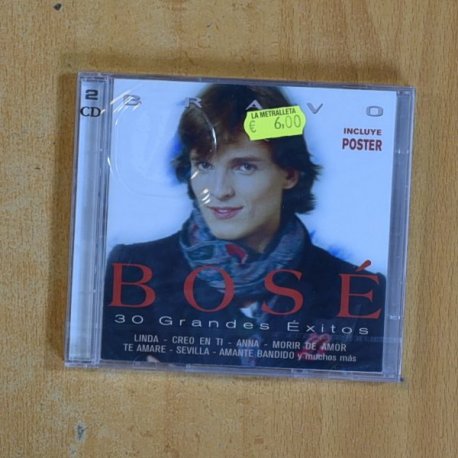 2
CD
BRAVO
LA METRALLETA
€ 6,00
INCLUYE
POSTER
BOSÉ
30 Grandes Éxitos
LINDA - CREO EN TI - ANNA - MORIR DE AMOR
TE AMARE - SEVILLA - AMANTE BANDIDO y muchos más